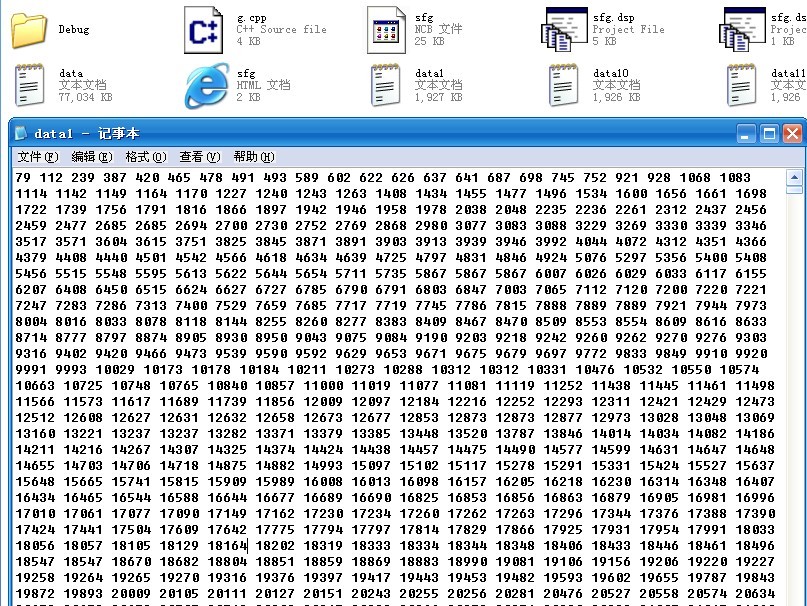 Debug
g.cpp
C++ Source file
4 KB
sfg
NCB 文件
25 KB
sfg.dsp
Project File
5 KB
sfg.ds
Projec
1 KB
data
文本文档
77,034 KB
sfg
HTML 文档
2 KB
data1
文本文档
1,927 KB
data10
文本文档
1,926 KB
data11
文本文
1,926
data1 - 记事本
文件(F) 编辑(E) 格式(O) 查看(V) 帮助(H)
79 112 239 387 420 465 478 491 493 589 602 622 626 637 641 687 698 745 752 921 928 1068 1083
1114 1142 1149 1164 1170 1227 1240 1243 1263 1408 1434 1455 1477 1496 1534 1600 1656 1661 1698
1722 1739 1756 1791 1816 1866 1897 1942 1946 1958 1978 2038 2048 2235 2236 2261 2312 2437 2456
2459 2477 2685 2685 2694 2700 2730 2752 2769 2868 2980 3077 3083 3088 3229 3269 3330 3339 3346
3517 3571 3604 3615 3751 3825 3845 3871 3891 3903 3913 3939 3946 3992 4044 4072 4312 4351 4366
4379 4408 4440 4501 4542 4566 4618 4634 4639 4725 4797 4831 4846 4924 5076 5297 5356 5400 5408
5456 5515 5548 5595 5613 5622 5644 5654 5711 5735 5867 5867 5867 6007 6026 6029 6033 6117 6155
6207 6408 6450 6515 6624 6627 6727 6785 6790 6791 6803 6847 7003 7065 7112 7120 7200 7220 7221
7247 7283 7286 7313 7400 7529 7659 7685 7717 7719 7745 7786 7815 7888 7889 7889 7921 7944 7973
8004 8016 8033 8078 8118 8144 8255 8260 8277 8383 8409 8467 8470 8509 8553 8554 8609 8616 8633
8714 8777 8797 8874 8905 8930 8950 9043 9075 9084 9190 9203 9218 9242 9260 9262 9270 9276 9303
9316 9402 9420 9466 9473 9539 9590 9592 9629 9653 9671 9675 9679 9697 9772 9833 9849 9910 9920
9991 9993 10029 10173 10178 10184 10211 10273 10288 10312 10312 10331 10476 10532 10550 10574
10663 10725 10748 10765 10840 10857 11000 11019 11077 11081 11119 11252 11438 11445 11461 11498
11566 11573 11617 11689 11739 11856 12009 12097 12184 12216 12252 12293 12311 12421 12429 12473
12512 12608 12627 12631 12632 12658 12673 12677 12853 12873 12873 12877 12973 13028 13048 13069
13160 13221 13237 13237 13282 13371 13379 13385 13448 13520 13787 13846 14014 14034 14082 14186
14211 14216 14267 14307 14325 14374 14424 14438 14457 14475 14490 14577 14599 14631 14647 14648
14655 14703 14706 14718 14875 14882 14993 15097 15102 15117 15278 15291 15331 15424 15527 15637
15648 15665 15741 15815 15909 15989 16008 16013 16098 16157 16205 16218 16230 16314 16348 16407
16434 16465 16544 16588 16644 16677 16689 16690 16825 16853 16856 16863 16879 16905 16981 16996
17010 17061 17077 17090 17149 17162 17230 17234 17260 17262 17263 17296 17344 17376 17388 17390
17424 17441 17504 17609 17642 17775 17794 17797 17814 17829 17866 17925 17931 17954 17991 18033
18056 18057 18105 18129 18164 18202 18319 18333 18334 18344 18348 18406 18433 18446 18461 18496
18547 18547 18670 18682 18804 18851 18859 18869 18883 18990 19081 19106 19156 19206 19220 19227
19258 19264 19265 19270 19316 19376 19397 19417 19443 19453 19482 19593 19602 19655 19787 19843
19872 19893 20009 20105 20111 20127 20151 20243 20255 20256 20281 20476 20527 20558 20574 20634